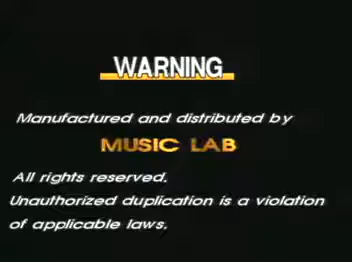 WARNING
Manufactured and distributed by
MUSIC LAB
All rights reserved.
Unauthorized duplication is a violation
of applicable laws.